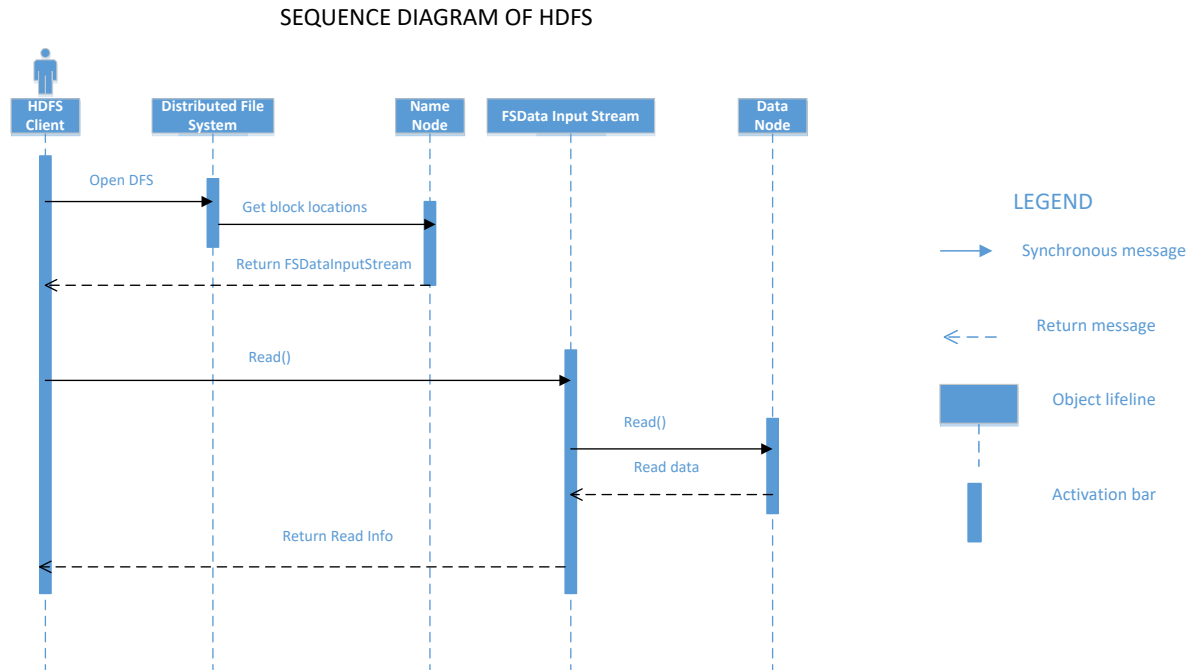 SEQUENCE DIAGRAM OF HDFS
HDFS
Client
Distributed File
System
Name
Node
FSData Input Stream
Data
Node
Open DFS
Get block locations
Return FSDataInputStream
Read()
Read()
Read data
Return Read Info
LEGEND
Synchronous message
Return message
Object lifeline
Activation bar